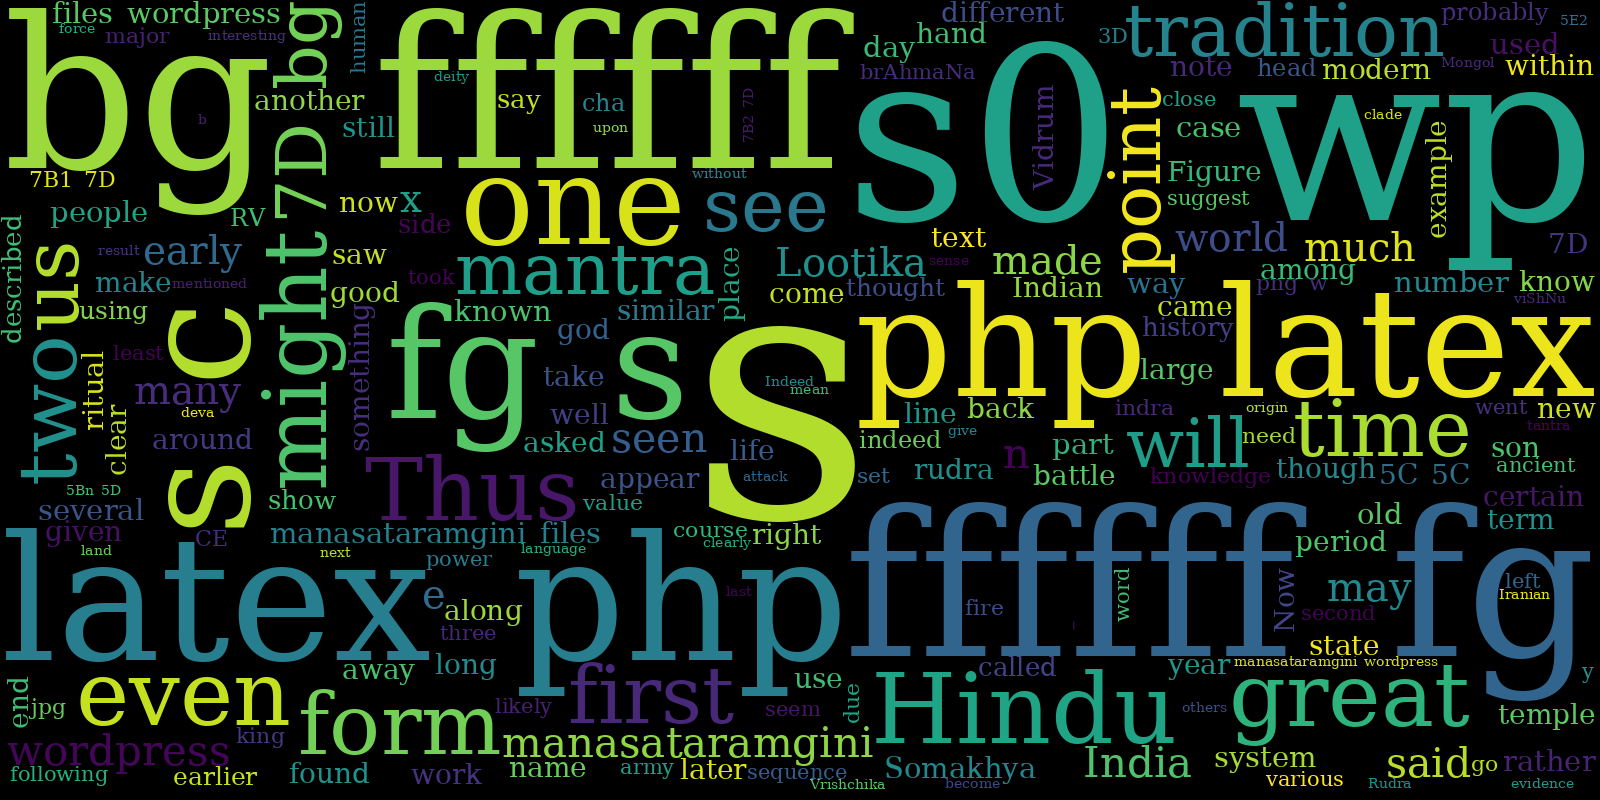 files wordpress
force
major
interesting
bg
bg
human
ffffff
deity
say
cha
upon
7B2 7D
different
day
hand
brAhmaNa
s0
Vidrum
3D
tradition
probably
5E2
used
note
head
modern
Mongol
within
wp
point
close
case
clade
example
Figure
suggest
b
another
still
7B1 7D
people
RV
might
7D
now
x
side
one
without
see
text
sense
world
much
7D
described
two
us
result
early
make
mentioned
using
saw
took
good
mantra
known
similar
place
Lootika
made
come
thought
Indian
way
among
png w
number
know
viShNu
came
history
php latex
ritual
least
many
deva
clear
around
s c
something
fg
s
god
take
well
asked
seen
Indeed
mean
life
attack
S
large
line
back
indra
origin
went
new
tantra
indeed
give
will
need
time
son
ancient
n
part
rudra
battle
set
knowledge
though
5C 5C
certain
5Bn 5D
several
given
land
CE
show
Thus
appear
value
manasataramgini files
next
power
language
course
clearly
right
old
term
period
latex php
e
along
three
last
ffffff
fg
fire
word
Now
may
second
left
Iranian
state
manasataramgini wordpress
year
called
y
end
jpg
even
away
long
likely
form
first
seem
use
due
Hindu
others
great
temple
wordpress
king
manasataramgini
following
earlier
found
work
name
army
later
sequence
Vrishchika
Somakhya
become
India
system
various
said
go
Rudra
rather
evidence